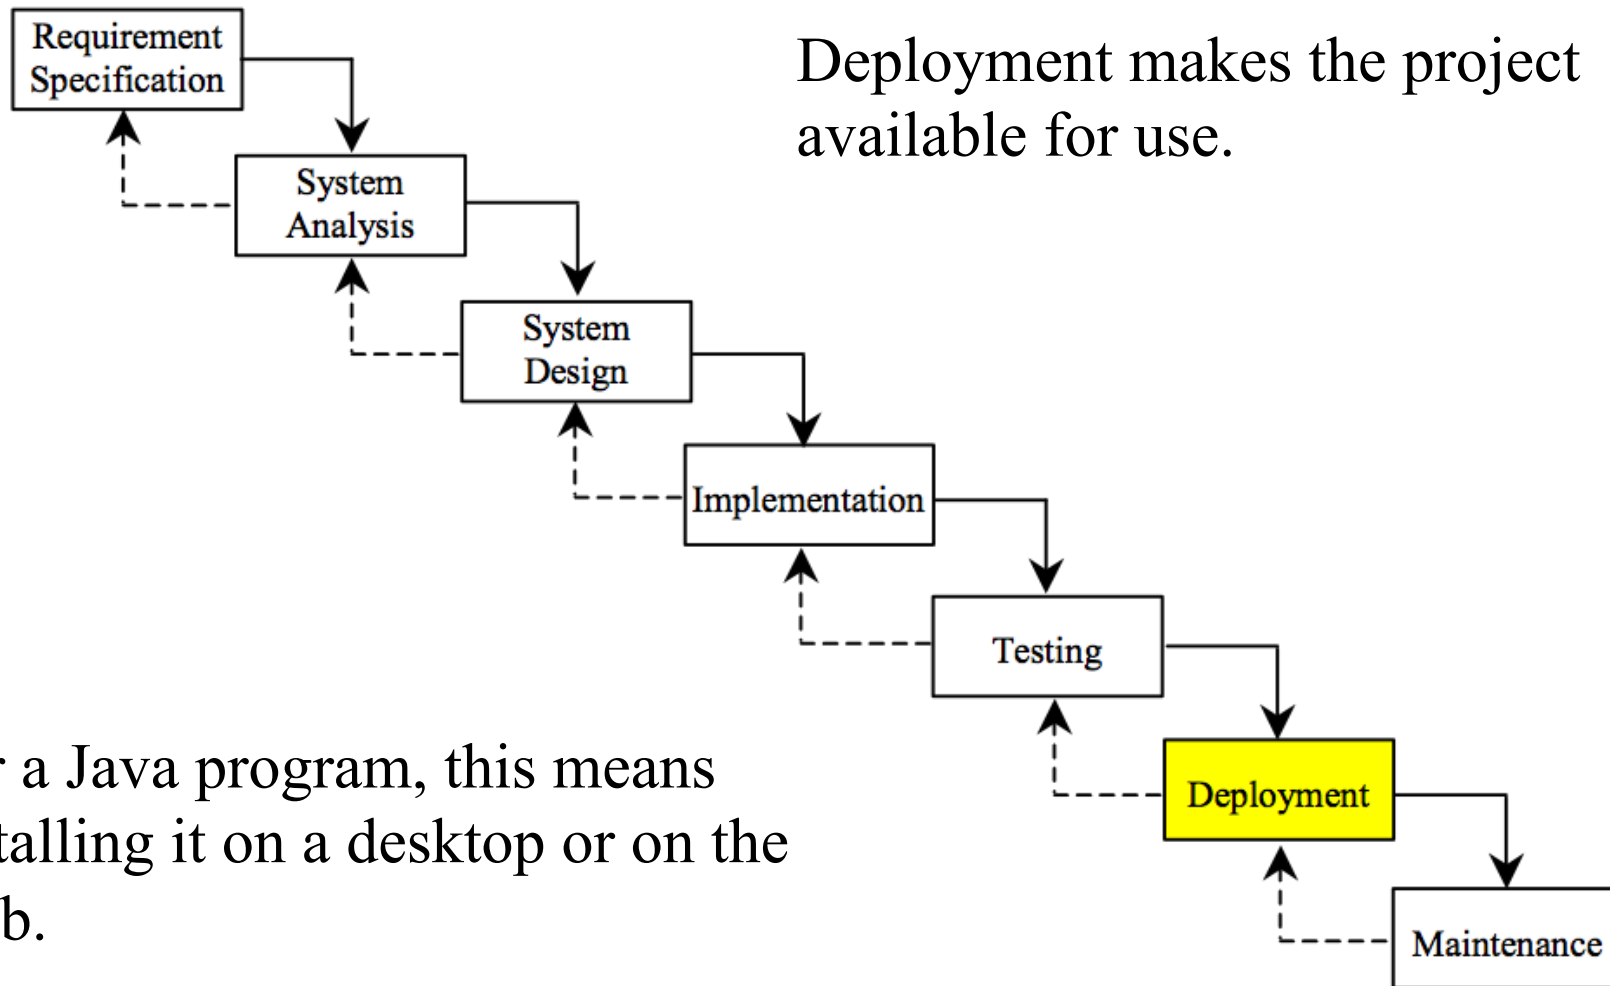 Requirement
Specification
Deployment makes the project
available for use.
System
Analysis
System
Design
Implementation
Testing
a Java program, this means
Deployment
it on a desktop or on the
Maintenance